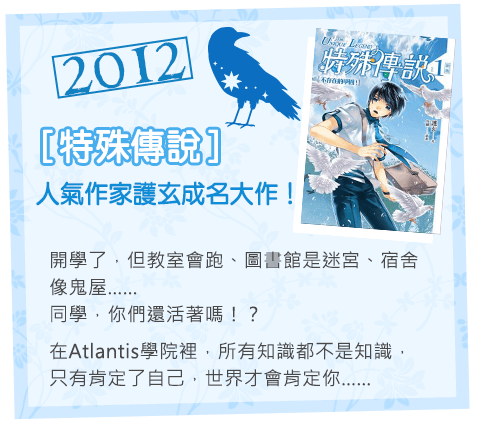 2012
UNIQUE LEGEND
特殊傳說 1
[特殊傳說]
人氣作家護玄成名大作！
開學了，但教室會跑、圖書館是迷宮、宿舍
像鬼屋......
同學，你們還活著嗎！？
在Atlantis學院裡，所有知識都不是知識，
只有肯定了自己，世界才會肯定你......